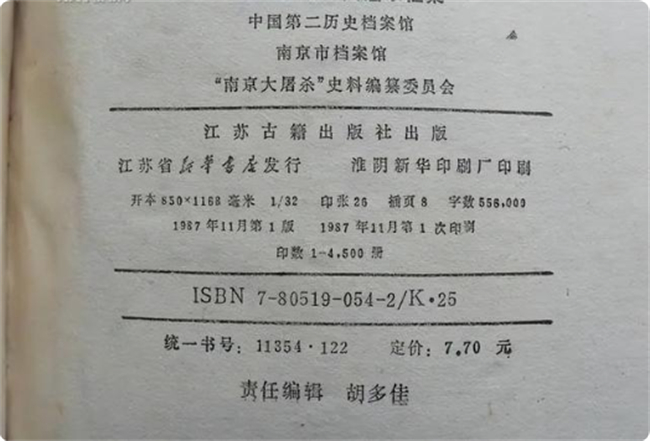 中国第二历史档案馆
南京市档案馆
“南京大屠杀”史料编纂委员会
江苏古籍出版社出版
江苏省新华书店发行 淮阴新华印刷厂印刷
开本 850×1168 毫米 1/32 印张 26 插页 8 字数 556,000
1987 年 11 月第 1 版 1987 年 11 月第 1 次印刷
印数 1-4,500 册
ISBN 7-80519-054-2/K·25
统一书号: 11354·122 定价: 7.70 元
责任编辑 胡多佳